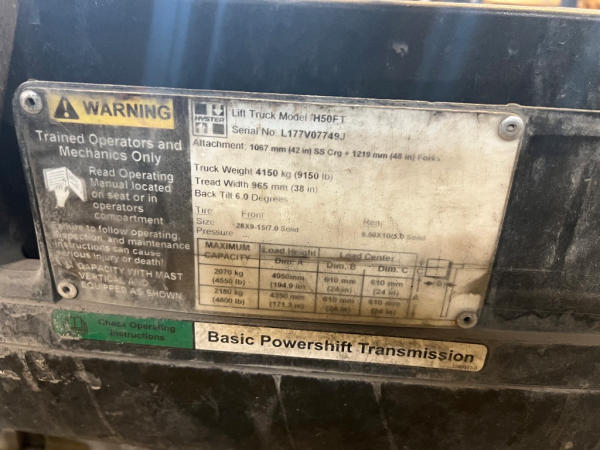 WARNING
Trained Operators and
Mechanics Only
Read Operating
Manual located
on seat or in
operators
compartment
Failure to follow operating,
inspection, and maintenance
instructions can cause
serious injury or death!
CAPACITY WITH MAST
VERTICAL AND
EQUIPPED AS SHOWN
HYSTER
Lift Truck Model H50FT
Serial No. L177V07749J
Attachment: 1067 mm (42 in) SS Crg + 1219 mm (48 in) Forks
Truck Weight 4150 kg (9150 lb)
Tread Width 965 mm (38 in)
Back Tilt 6.0 Degrees
Tire Front Rear
Size 28X9-15/7.0 Solid 6.50X10(5.0 Solid
Pressure
MAXIMUM CAPACITY Load Height Dim. A Load Center Dim. B Dim. C
2070 kg 4950mm 610 mm 610 mm
(4550 lb) (194.9 in) (24 in) (24 in)
2180 kg 4350 mm 610 mm 610 mm
(4800 lb) (171.3 in) (24 in) (24 in)
Check Operating
Instructions
Basic Powershift Transmission